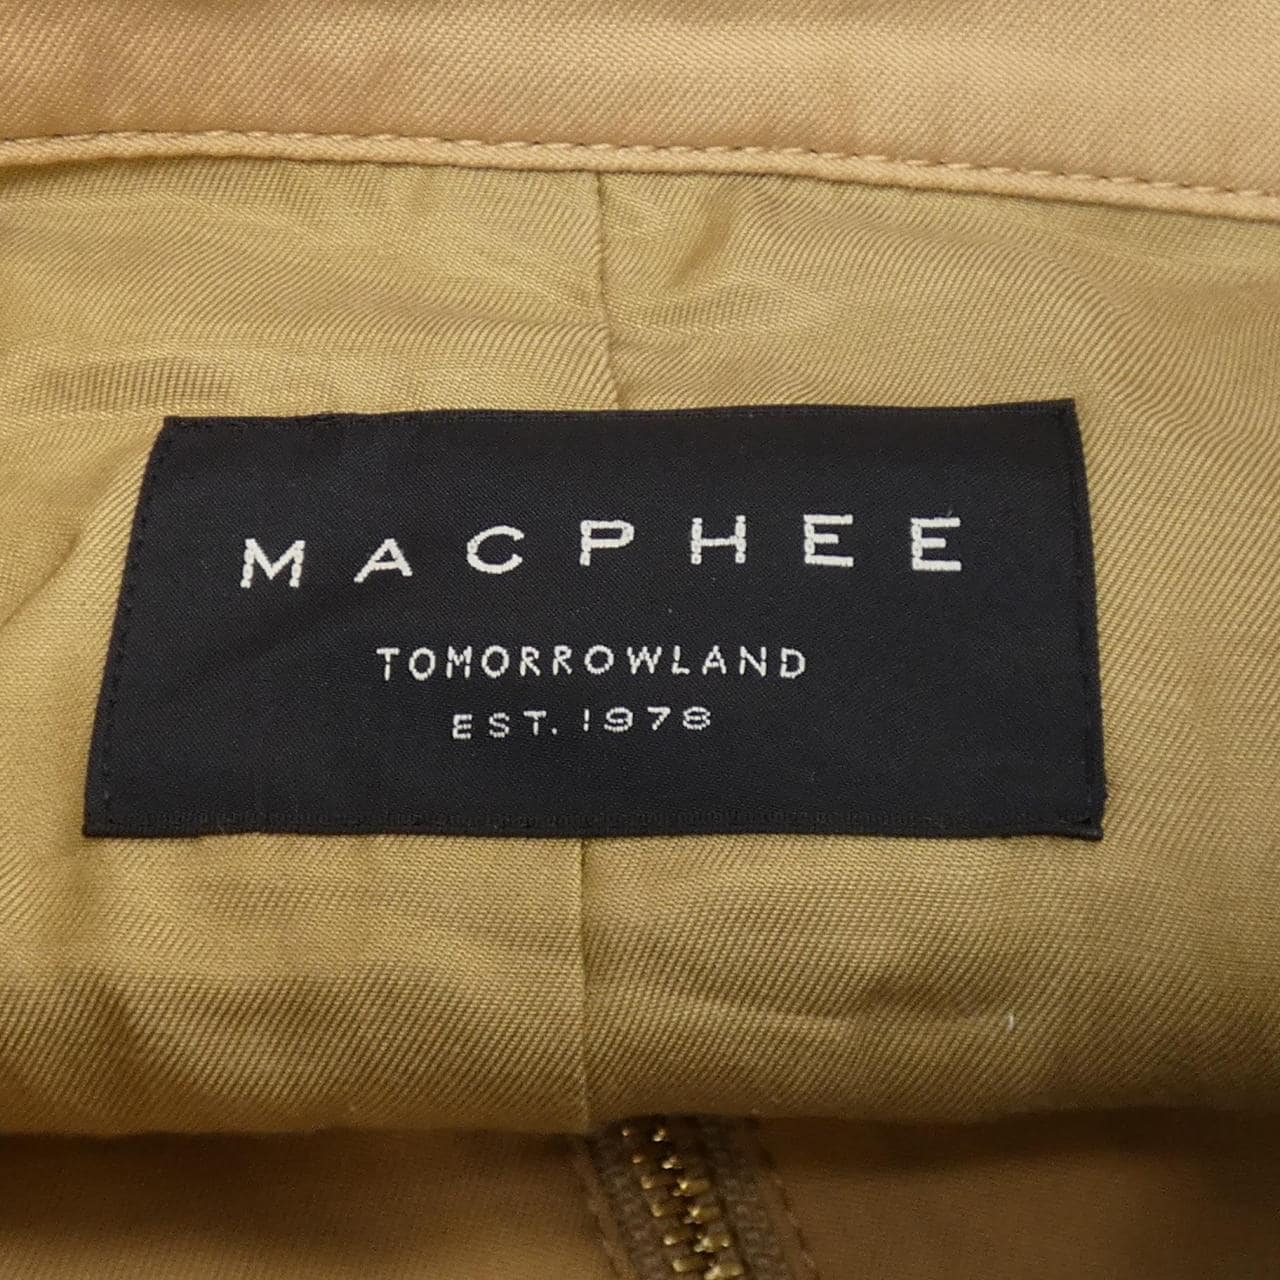 MACPHEE
TOMORROWLAND
EST. 1978